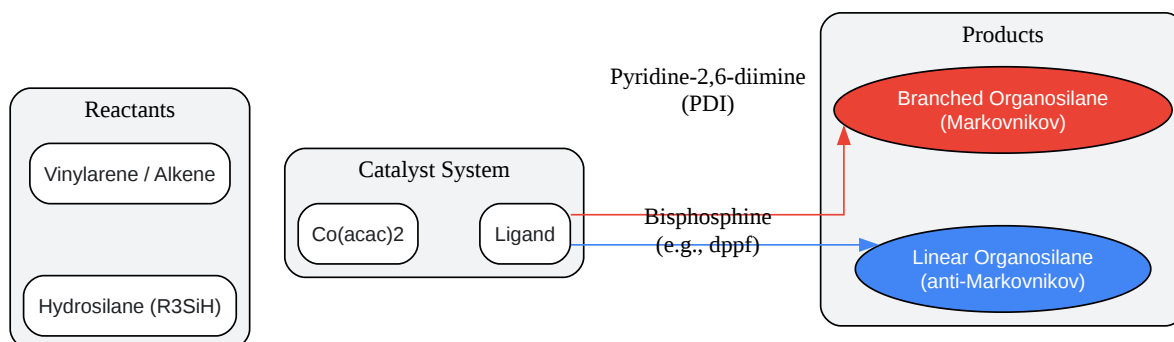 Reactants
Vinylarene / Alkene
Hydrosilane (R3SiH)
Catalyst System
Co(acac)2
Ligand
Pyridine-2,6-diimine
(PDI)
Bisphosphine
(e.g., dppf)
Products
Branched Organosilane
(Markovnikov)
Linear Organosilane
(anti-Markovnikov)